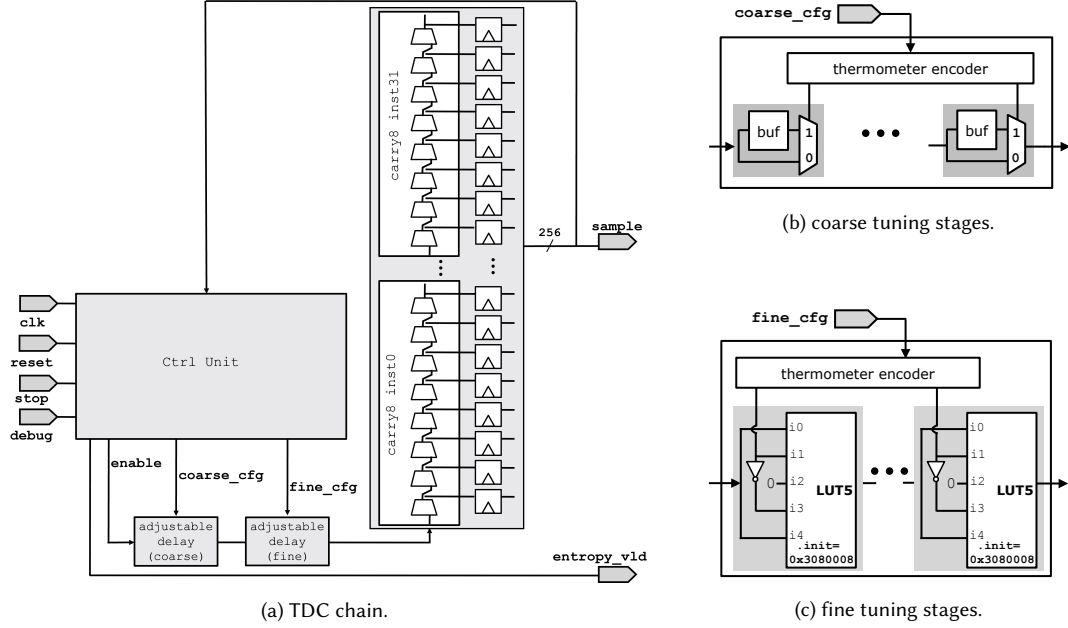 carry8 inst31
256
sample
clk
reset
stop
debug
Ctrl Unit
carry8 inst0
enable
coarse_cfg
fine_cfg
adjustable
delay
(coarse)
adjustable
delay
(fine)
entropy_vld
(a) TDC chain.
coarse_cfg
thermometer encoder
buf
1
0
buf
1
0
(b) coarse tuning stages.
fine_cfg
thermometer encoder
i0
i1
0
i2
LUT5
i3
i4
.init=
0x3080008
i0
i1
0
i2
LUT5
i3
i4
.init=
0x3080008
(c) fine tuning stages.